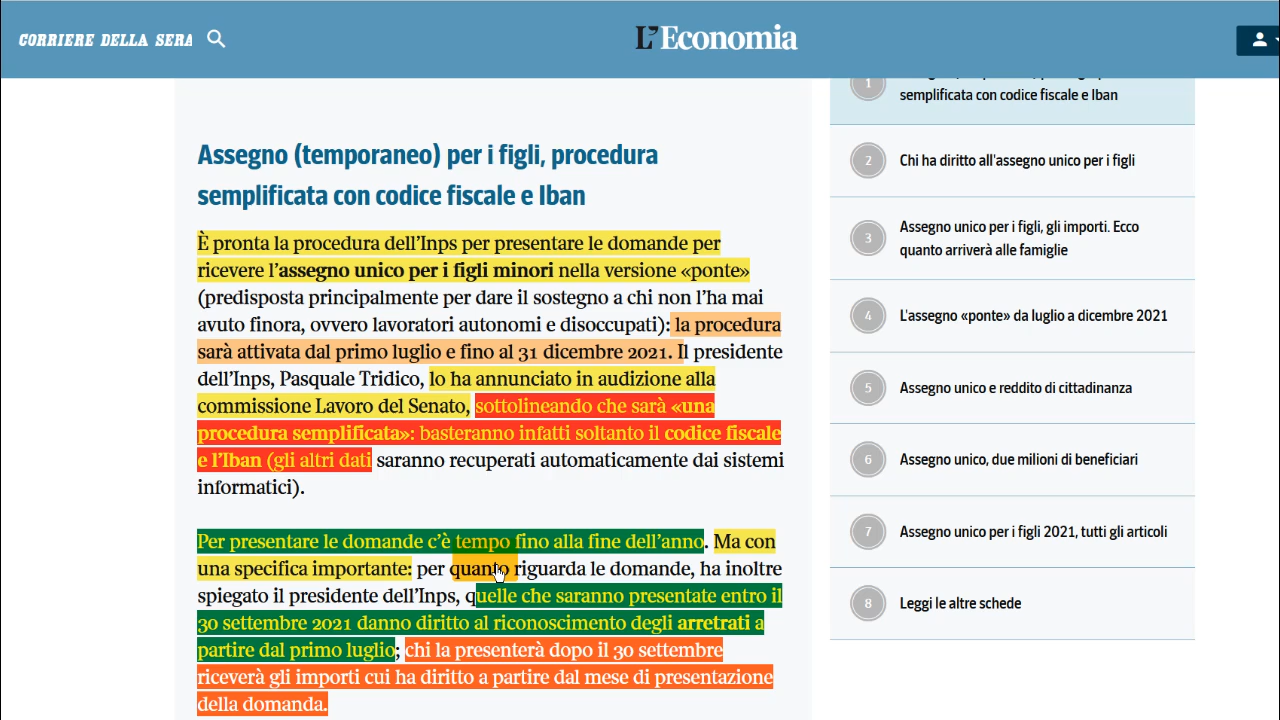 CORRIERE DELLA SERA
L'Economia
Assegno (temporaneo) per i figli, procedura
semplificata con codice fiscale e Iban
È pronta la procedura dell'Inps per presentare le domande per
ricevere l'assegno unico per i figli minori nella versione «ponte»
(predisposta principalmente per dare il sostegno a chi non l'ha mai
avuto finora, ovvero lavoratori autonomi e disoccupati): la procedura
sarà attivata dal primo luglio e fino al 31 dicembre 2021. Il presidente
dell'Inps, Pasquale Tridico, lo ha annunciato in audizione alla
commissione Lavoro del Senato, sottolineando che sarà «una
procedura semplificata»: basteranno infatti soltanto il codice fiscale
e l'Iban (gli altri dati saranno recuperati automaticamente dai sistemi
informatici).
Per presentare le domande c'è tempo fino alla fine dell'anno. Ma con
una specifica importante: per quanto riguarda le domande, ha inoltre
spiegato il presidente dell'Inps, quelle che saranno presentate entro il
30 settembre 2021 danno diritto al riconoscimento degli arretrati a
partire dal primo luglio; chi la presenterà dopo il 30 settembre
riceverà gli importi cui ha diritto a partire dal mese di presentazione
della domanda.
1
semplificata con codice fiscale e Iban
2
Chi ha diritto all'assegno unico per i figli
3
Assegno unico per i figli, gli importi. Ecco
quanto arriverà alle famiglie
4
L'assegno «ponte» da luglio a dicembre 2021
5
Assegno unico e reddito di cittadinanza
6
Assegno unico, due milioni di beneficiari
7
Assegno unico per i figli 2021, tutti gli articoli
8
Leggi le altre schede